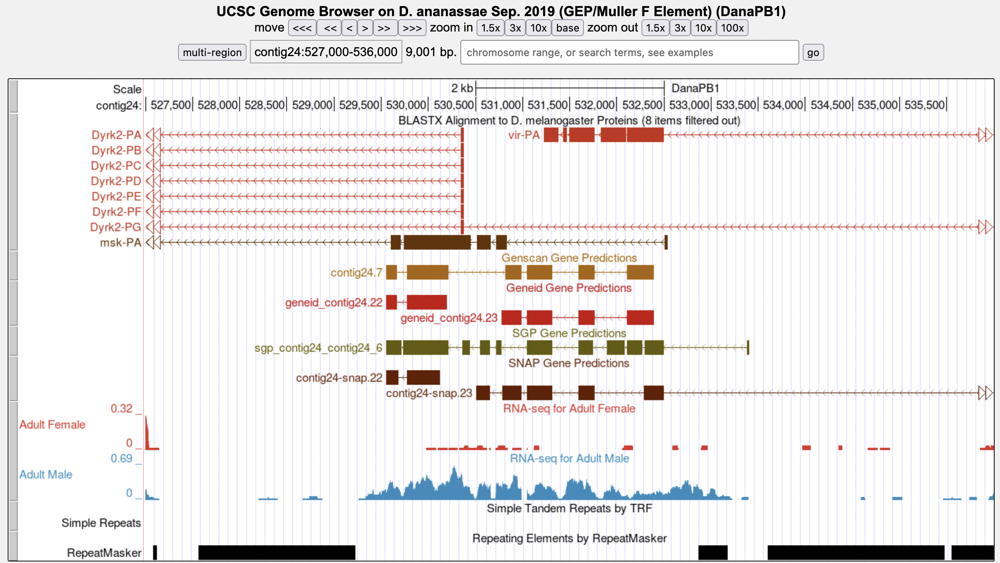 UCSC Genome Browser on D. ananassae Sep. 2019 (GEP/Muller F Element) (DanaPB1)
move <<< << < > >> >>> zoom in 1.5x 3x 10x base zoom out 1.5x 3x 10x 100x
multi-region contig24:527,000-536,000 9,001 bp. chromosome range, or search terms, see examples go
Scale 2 kb DanaPB1
contig24: 527,500 528,000 528,500 529,000 529,500 530,000 530,500 531,000 531,500 532,000 532,500 533,000 533,500 534,000 534,500 535,000 535,500
BLASTX Alignment to D. melanogaster Proteins (8 items filtered out)
Dyrk2-PA vir-PA
Dyrk2-PB
Dyrk2-PC
Dyrk2-PD
Dyrk2-PE
Dyrk2-PF
Dyrk2-PG
msk-PA
Genscan Gene Predictions
contig24.7
Geneid Gene Predictions
geneid_contig24.22
geneid_contig24.23
SGP Gene Predictions
sgp_contig24_contig24_6
SNAP Gene Predictions
contig24-snap.22
contig24-snap.23
0.32 _ RNA-seq for Adult Female
Adult Female
0 _
0.69 _ RNA-seq for Adult Male
Adult Male
0 _
Simple Tandem Repeats by TRF
Simple Repeats
Repeating Elements by RepeatMasker
RepeatMasker